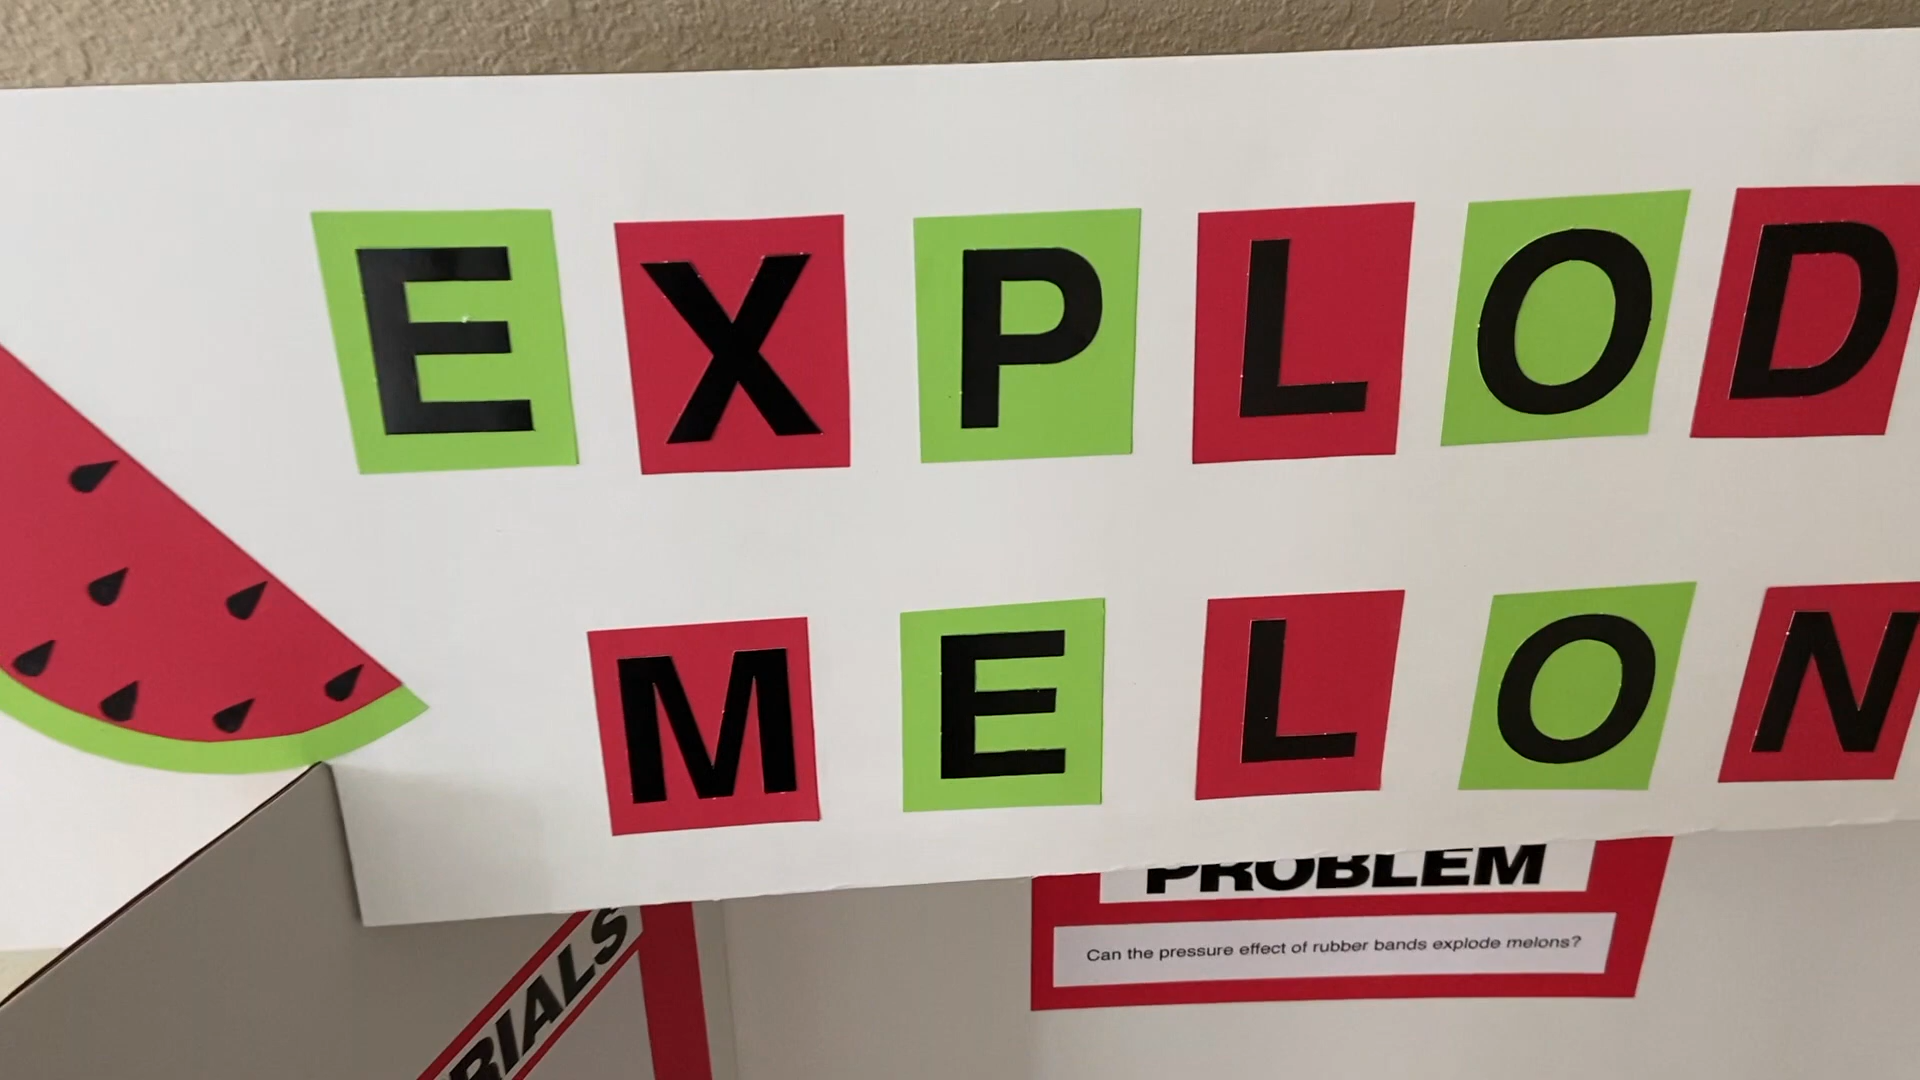 EXPLOD
MELON
PROBLEM
Can the pressure effect of rubber bands explode melons?
RIALS